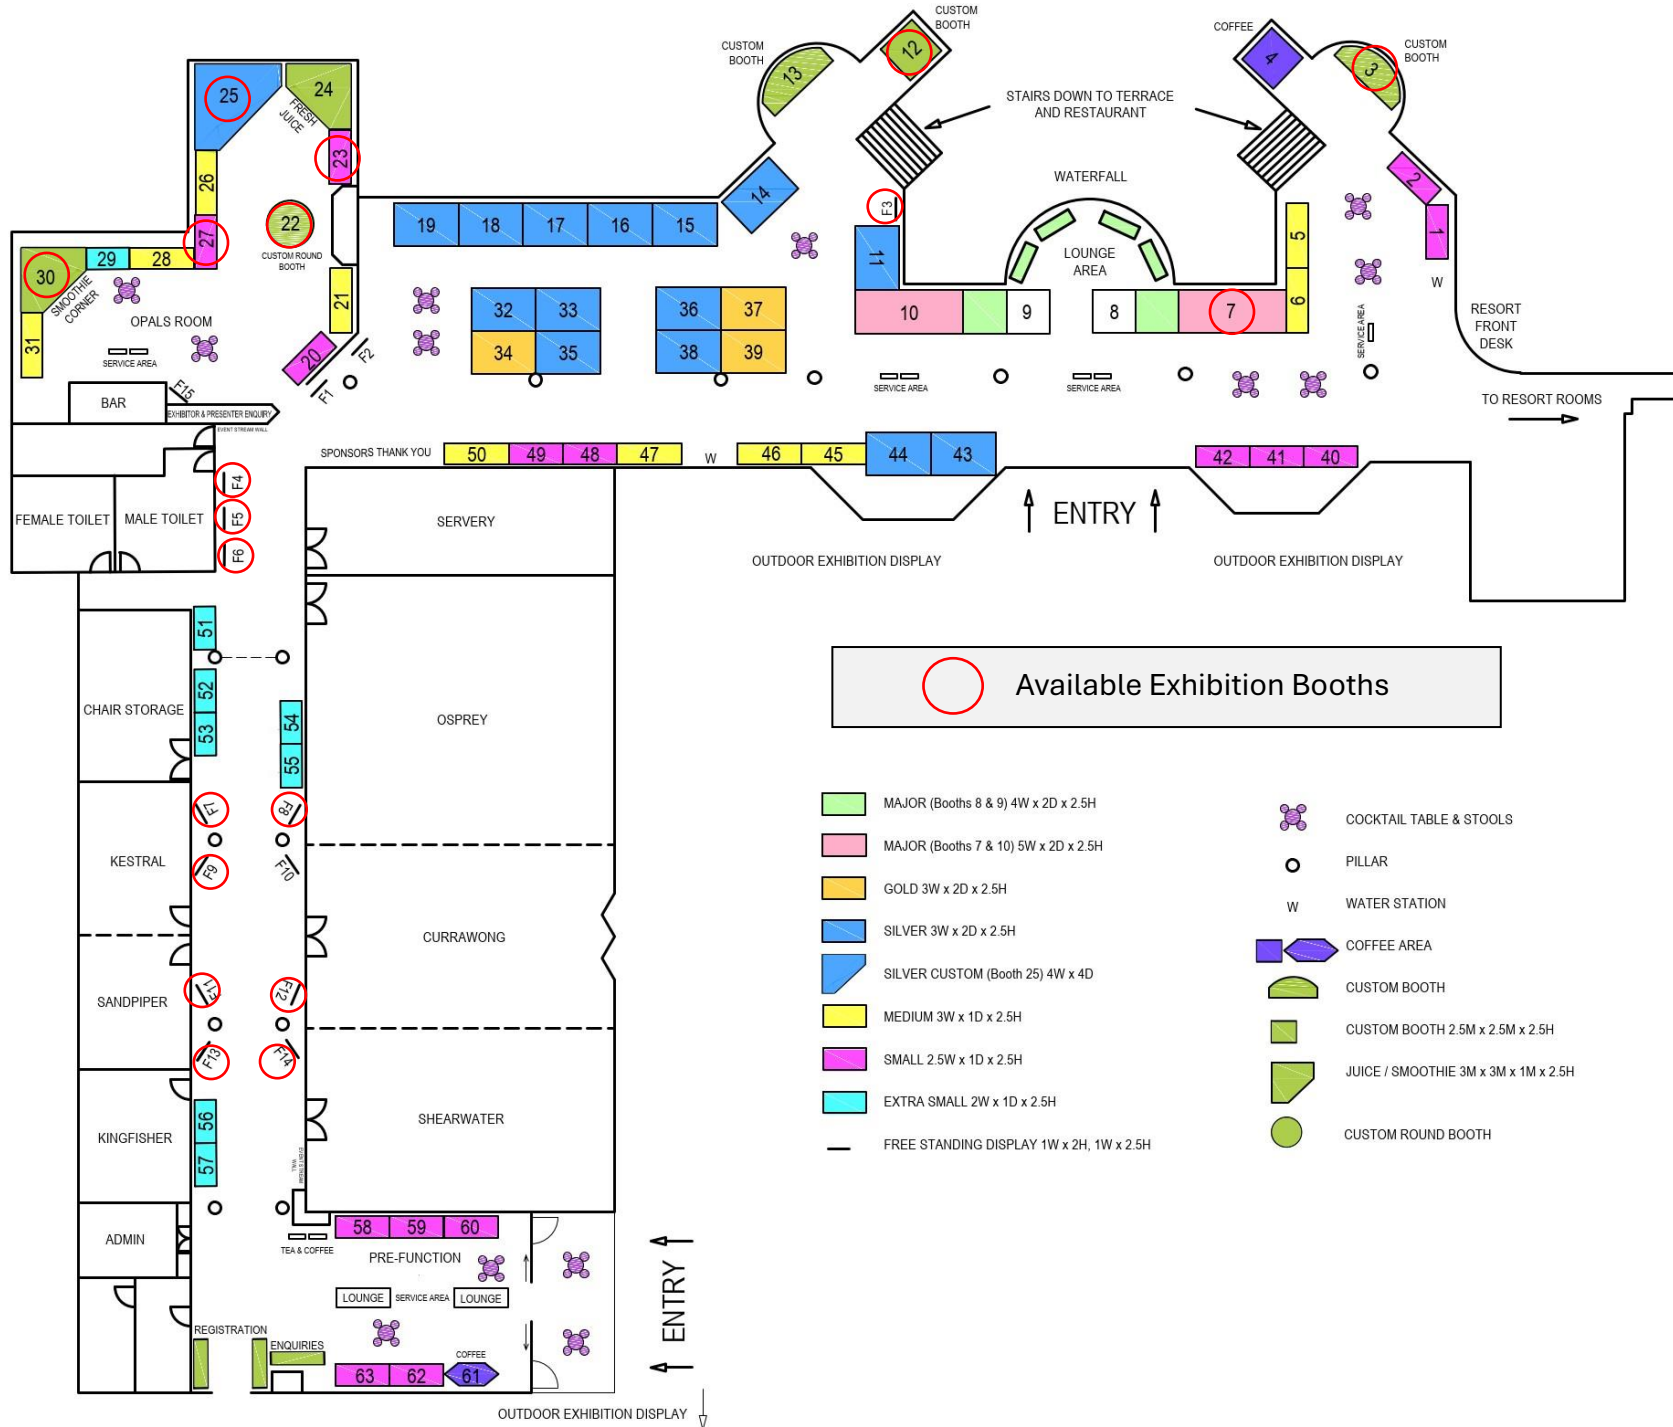 CUSTOM
BOOTH
12
COFFEE
4
CUSTOM
BOOTH
3
CUSTOM
BOOTH
13
25
24
FRESH
JUICE
23
STAIRS DOWN TO TERRACE
AND RESTAURANT
26
27
22
CUSTOM ROUND
BOOTH
WATERFALL
14
F3
2
1
W
19
18
17
16
15
11
LOUNGE
AREA
5
6
30
29
28
SMOOTHIE
CORNER
31
OPALS ROOM
SERVICE AREA
21
20
F2
F1
32
33
34
35
36
37
38
39
10
9
8
7
SERVICE AREA
SERVICE AREA
SERVICE AREA
RESORT
FRONT
DESK
TO RESORT ROOMS
BAR
F15
EXHIBITOR & PRESENTER ENQUIRY
EVENT STREAM WALL
SPONSORS THANK YOU
50
49
48
47
W
46
45
44
43
42
41
40
ENTRY
OUTDOOR EXHIBITION DISPLAY
OUTDOOR EXHIBITION DISPLAY
FEMALE TOILET
MALE TOILET
F4
F5
F6
SERVERY
51
52
53
CHAIR STORAGE
54
55
OSPREY
F7
F8
F9
F10
KESTRAL
CURRAWONG
SANDPIPER
F11
F12
F13
F14
KINGFISHER
56
57
SHEARWATER
EVENT STREAM
WALL
ADMIN
58
59
60
TEA & COFFEE
PRE-FUNCTION
LOUNGE
SERVICE AREA
LOUNGE
ENTRY
REGISTRATION
ENQUIRIES
COFFEE
63
62
61
OUTDOOR EXHIBITION DISPLAY
Available Exhibition Booths
MAJOR (Booths 8 & 9) 4W x 2D x 2.5H
MAJOR (Booths 7 & 10) 5W x 2D x 2.5H
GOLD 3W x 2D x 2.5H
SILVER 3W x 2D x 2.5H
SILVER CUSTOM (Booth 25) 4W x 4D
MEDIUM 3W x 1D x 2.5H
SMALL 2.5W x 1D x 2.5H
EXTRA SMALL 2W x 1D x 2.5H
FREE STANDING DISPLAY 1W x 2H, 1W x 2.5H
COCKTAIL TABLE & STOOLS
PILLAR
W
WATER STATION
COFFEE AREA
CUSTOM BOOTH
CUSTOM BOOTH 2.5M x 2.5M x 2.5H
JUICE / SMOOTHIE 3M x 3M x 1M x 2.5H
CUSTOM ROUND BOOTH